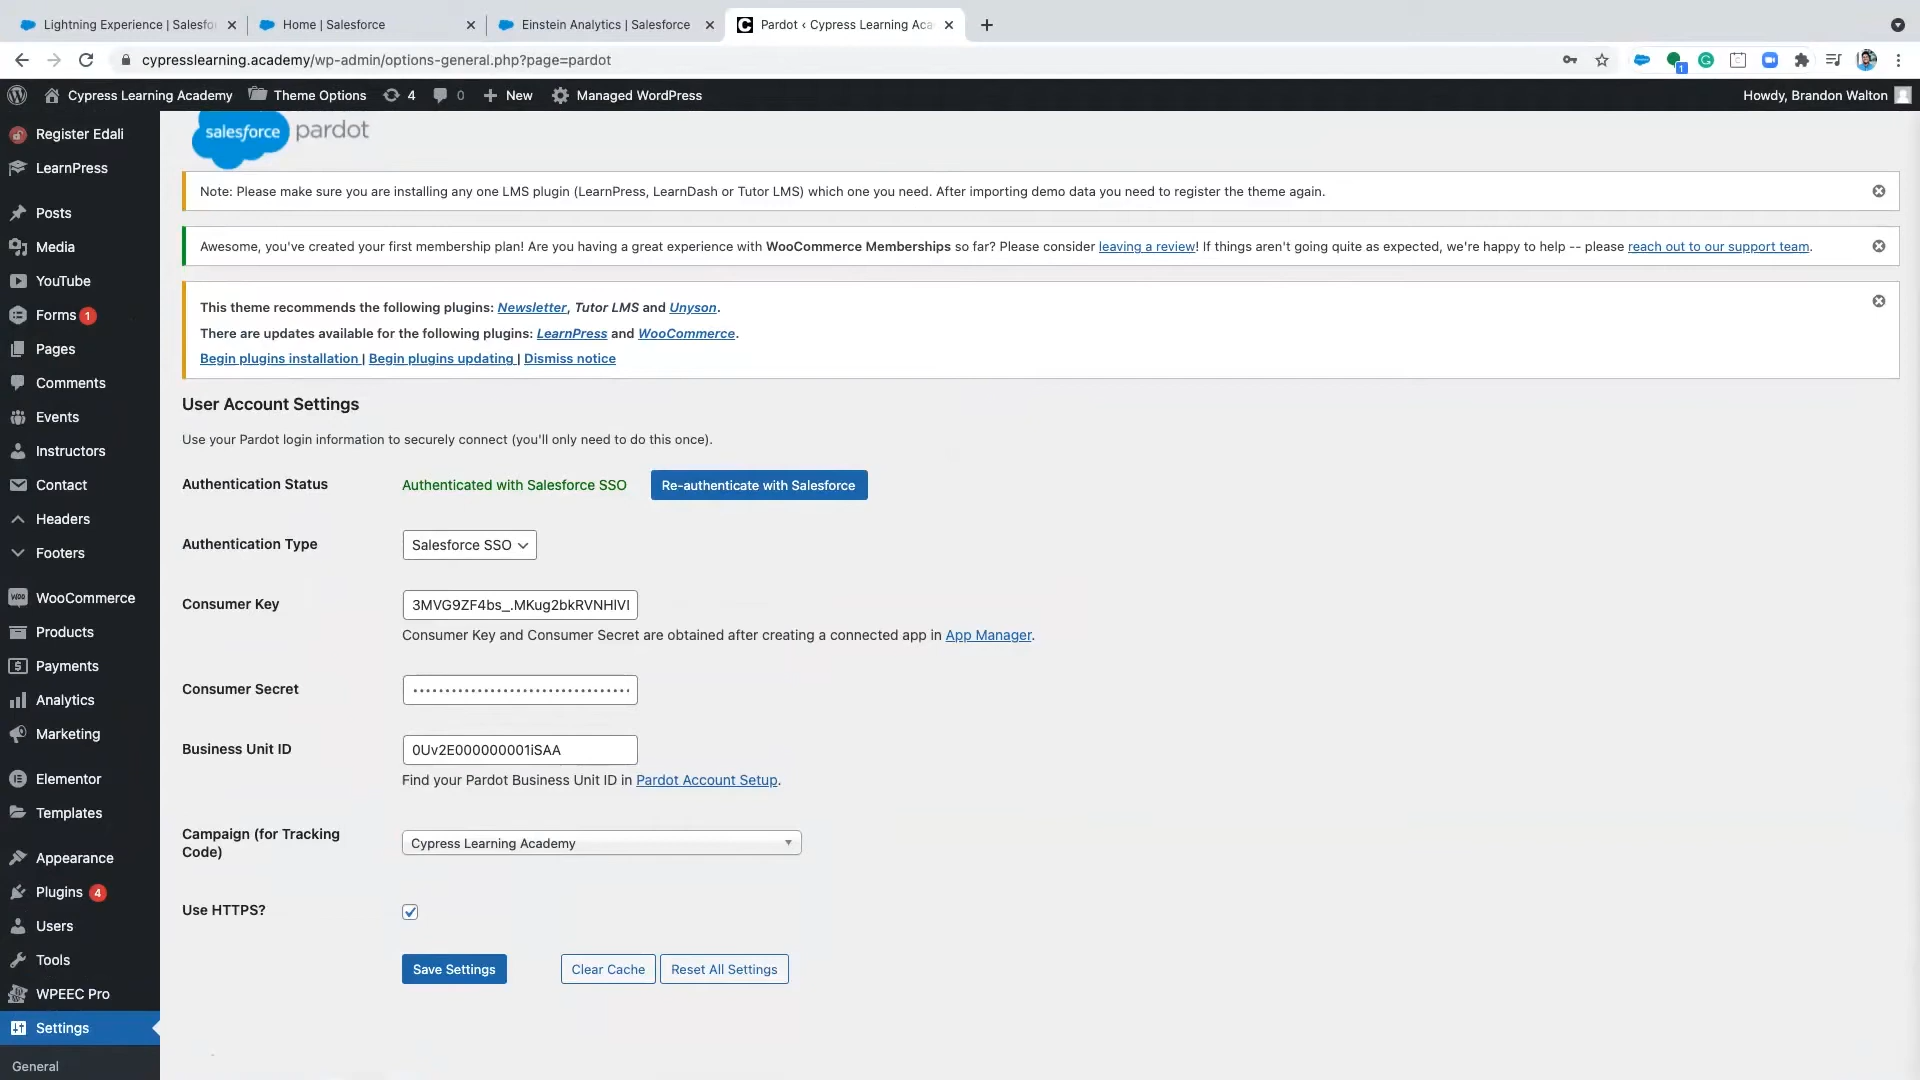 Lightning Experience | Salesfo
Home | Salesforce
Einstein Analytics | Salesforce
Pardot ‹ Cypress Learning Aca
cypresslearning.academy/wp-admin/options-general.php?page=pardot
1
Cypress Learning Academy
Theme Options
4
0
New
Managed WordPress
Howdy, Brandon Walton
Register Edali
LearnPress
Posts
Media
YouTube
Forms 1
Pages
Comments
Events
Instructors
Contact
Headers
Footers
WooCommerce
Products
Payments
Analytics
Marketing
Elementor
Templates
Appearance
Plugins 4
Users
Tools
WPEEC Pro
Settings
General
salesforce pardot
Note: Please make sure you are installing any one LMS plugin (LearnPress, LearnDash or Tutor LMS) which one you need. After importing demo data you need to register the theme again.
Awesome, you've created your first membership plan! Are you having a great experience with WooCommerce Memberships so far? Please consider leaving a review! If things aren't going quite as expected, we're happy to help -- please reach out to our support team.
This theme recommends the following plugins: Newsletter, Tutor LMS and Unyson.
There are updates available for the following plugins: LearnPress and WooCommerce.
Begin plugins installation | Begin plugins updating | Dismiss notice
User Account Settings
Use your Pardot login information to securely connect (you'll only need to do this once).
Authentication Status
Authenticated with Salesforce SSO
Re-authenticate with Salesforce
Authentication Type
Salesforce SSO
Consumer Key
3MVG9ZF4bs_.MKug2bkRVNHlVI
Consumer Key and Consumer Secret are obtained after creating a connected app in App Manager.
Consumer Secret
Business Unit ID
0Uv2E000000001iSAA
Find your Pardot Business Unit ID in Pardot Account Setup.
Campaign (for Tracking
Code)
Cypress Learning Academy
Use HTTPS?
Save Settings
Clear Cache
Reset All Settings